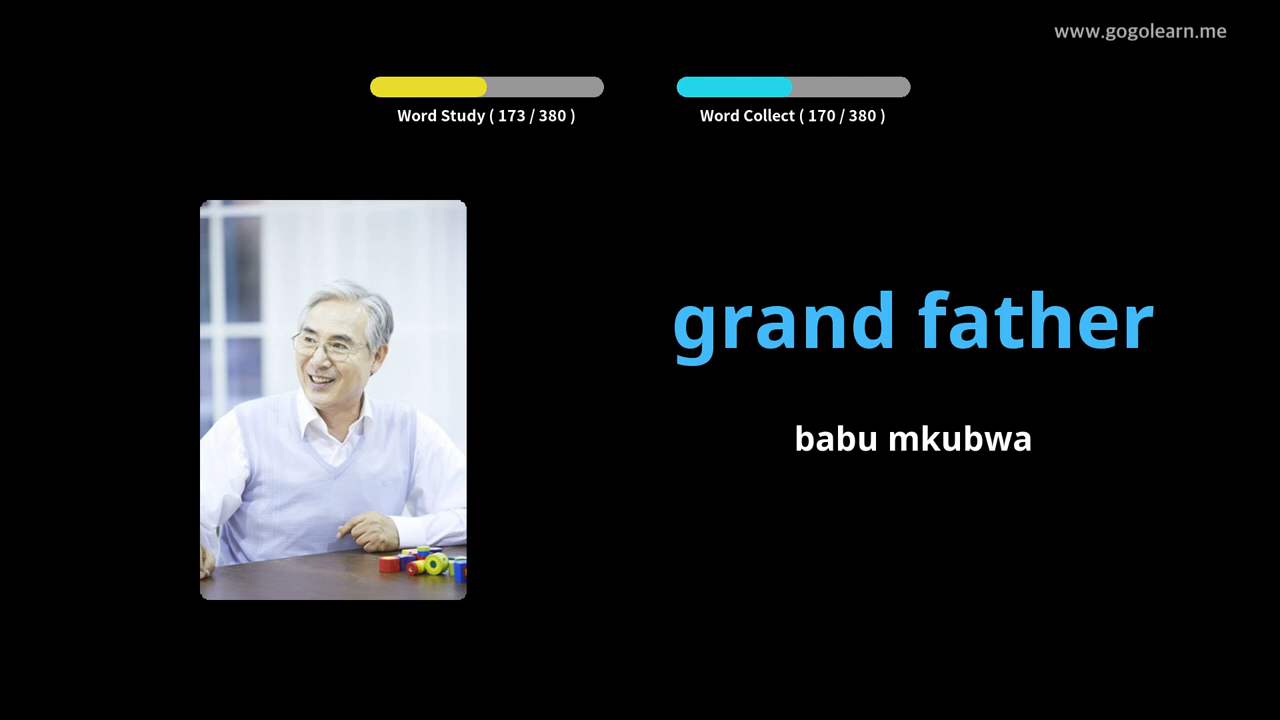 www.gogolearn.me
Word Study ( 173 / 380 )
Word Collect ( 170 / 380 )
grand father
babu mkubwa